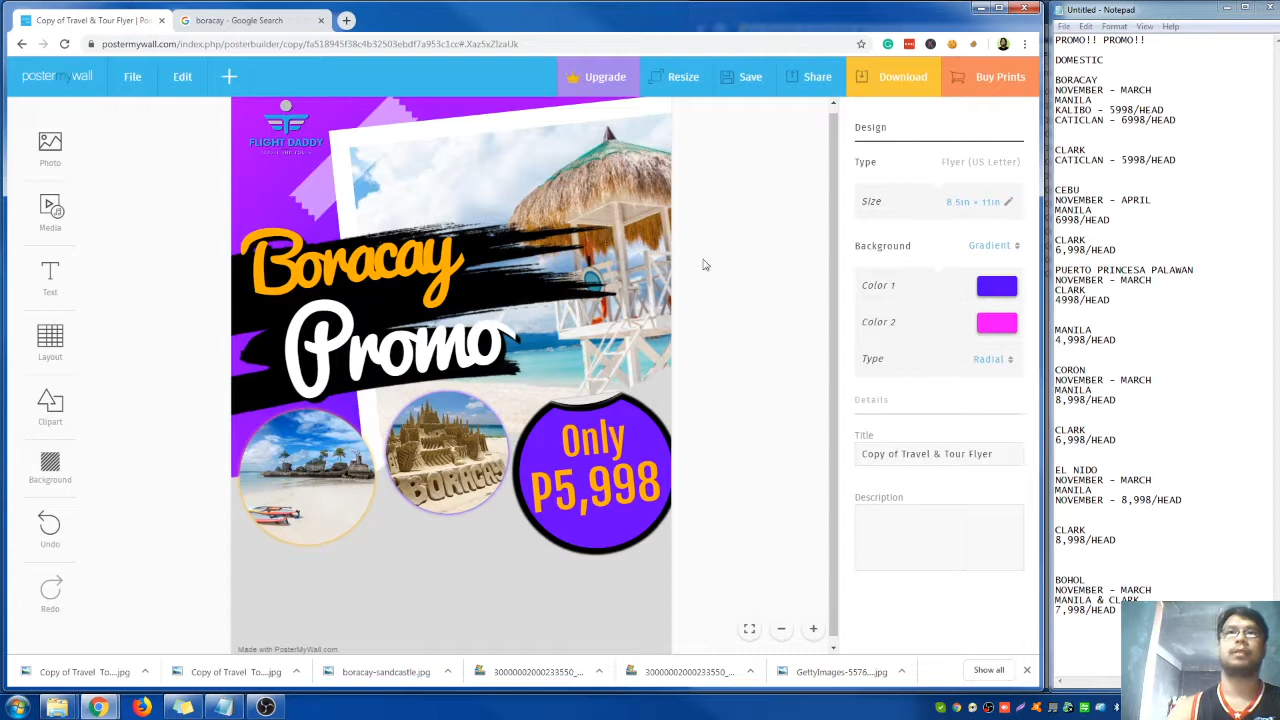 Copy of Travel & Tour Flyer | Pos
boracay - Google Search
postermywall.com/index.php/posterbuilder/copy/fa518945f38c4b32503ebdf7a953c1cc#.Xaz5xZIzaUk
postermywall
File
Edit
Upgrade
Resize
Save
Share
Download
Buy Prints
Photo
Media
Text
Layout
Clipart
Background
Undo
Redo
FLIGHT DADDY
Boracay
Promo
BORACAY
Only
P5,998
Made with PosterMyWall.com
Design
Type
Flyer (US Letter)
Size
8.5in × 11in
Background
Gradient
Color 1
Color 2
Type
Radial
Details
Title
Copy of Travel & Tour Flyer
Description
Untitled - Notepad
File Edit Format View Help
PROMO!! PROMO!!
DOMESTIC
BORACAY
NOVEMBER - MARCH
MANILA
KALIBO - 5998/HEAD
CATICLAN - 6998/HEAD
CLARK
CATICLAN - 5998/HEAD
CEBU
NOVEMBER - APRIL
MANILA
6998/HEAD
CLARK
6,998/HEAD
PUERTO PRINCESA PALAWAN
NOVEMBER - MARCH
CLARK
4998/HEAD
MANILA
4,998/HEAD
CORON
NOVEMBER - MARCH
MANILA
8,998/HEAD
CLARK
6,998/HEAD
EL NIDO
NOVEMBER - MARCH
MANILA
NOVEMBER - 8,998/HEAD
CLARK
8,998/HEAD
BOHOL
NOVEMBER - MARCH
MANILA & CLARK
7,998/HEAD
Copy of Travel To....jpg
Copy of Travel To....jpg
boracay-sandcastle.jpg
30000002000233550_...
30000002000233550_...
GettyImages-5576....jpg
Show all